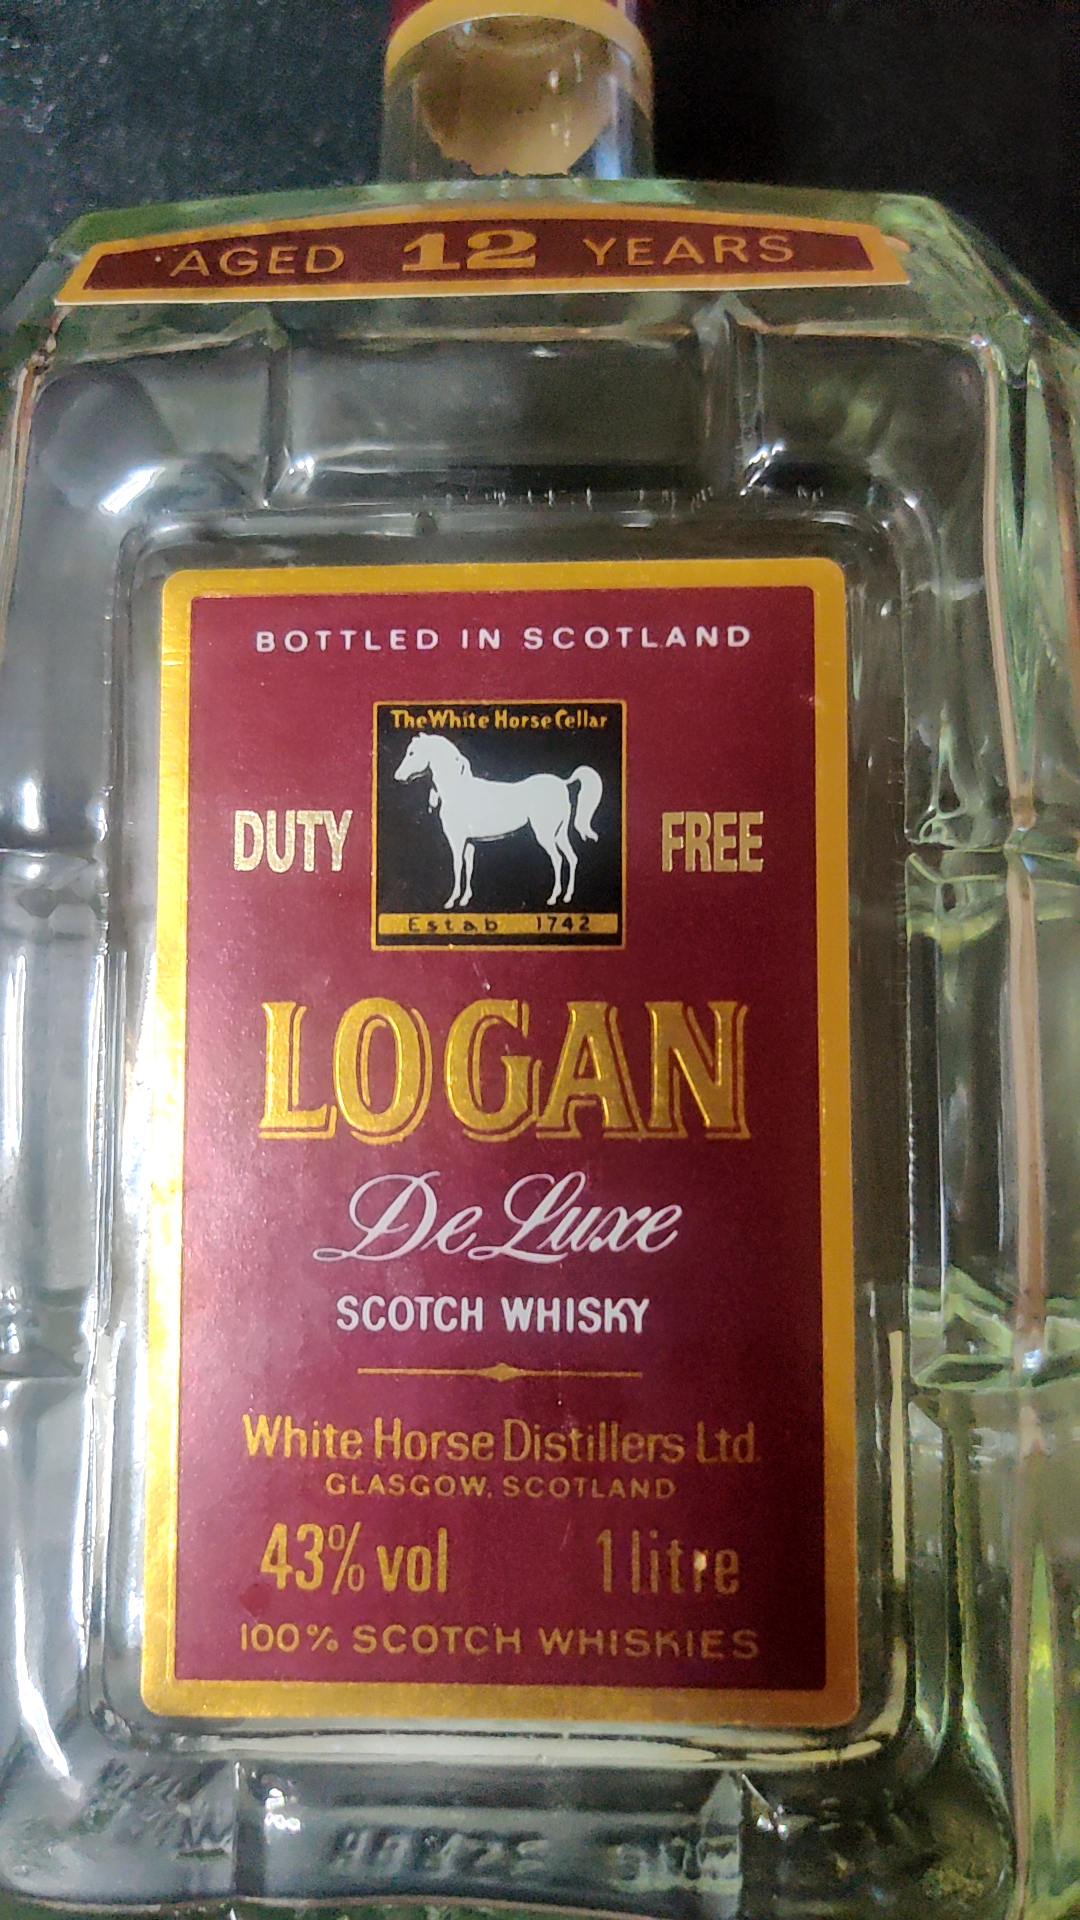 AGED 12 YEARS
BOTTLED IN SCOTLAND
The White Horse Cellar
DUTY FREE
Estab 1742
LOGAN
De Luxe
SCOTCH WHISKY
White Horse Distillers Ltd.
GLASGOW, SCOTLAND
43% vol 1 litre
100% SCOTCH WHISKIES